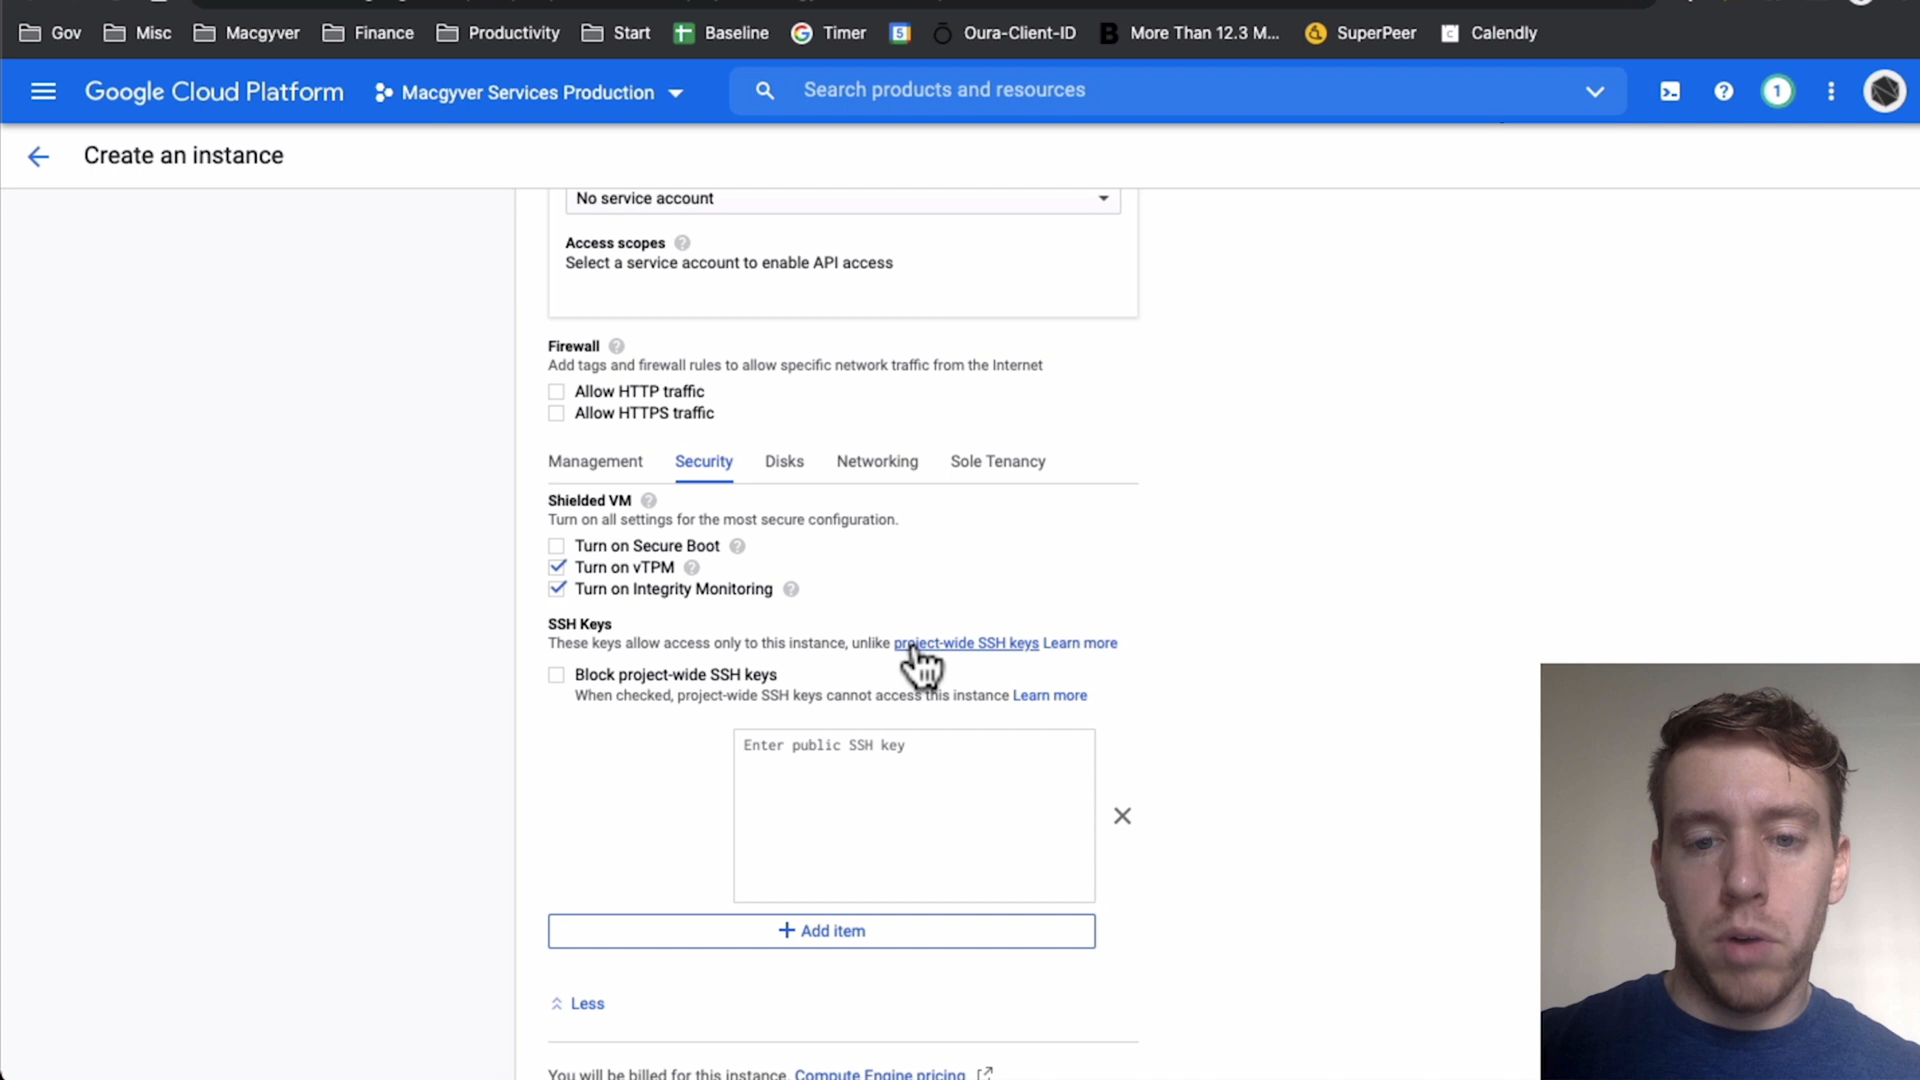 Gov Misc Macgyver Finance Productivity Start Baseline Timer 5 Oura-Client-ID B More Than 12.3 M... SuperPeer C Calendly
Google Cloud Platform Macgyver Services Production Search products and resources ? 1
Create an instance
No service account
Access scopes ?
Select a service account to enable API access
Firewall ?
Add tags and firewall rules to allow specific network traffic from the Internet
Allow HTTP traffic
Allow HTTPS traffic
Management Security Disks Networking Sole Tenancy
Shielded VM ?
Turn on all settings for the most secure configuration.
Turn on Secure Boot ?
Turn on vTPM ?
Turn on Integrity Monitoring ?
SSH Keys
These keys allow access only to this instance, unlike project-wide SSH keys Learn more
Block project-wide SSH keys
When checked, project-wide SSH keys cannot access this instance Learn more
Enter public SSH key
+ Add item
Less
You will be billed for this instance. Compute Engine pricing